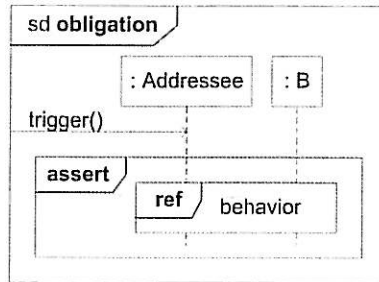 sd obligation
: Addressee
: B
trigger()
assert
ref
behavior